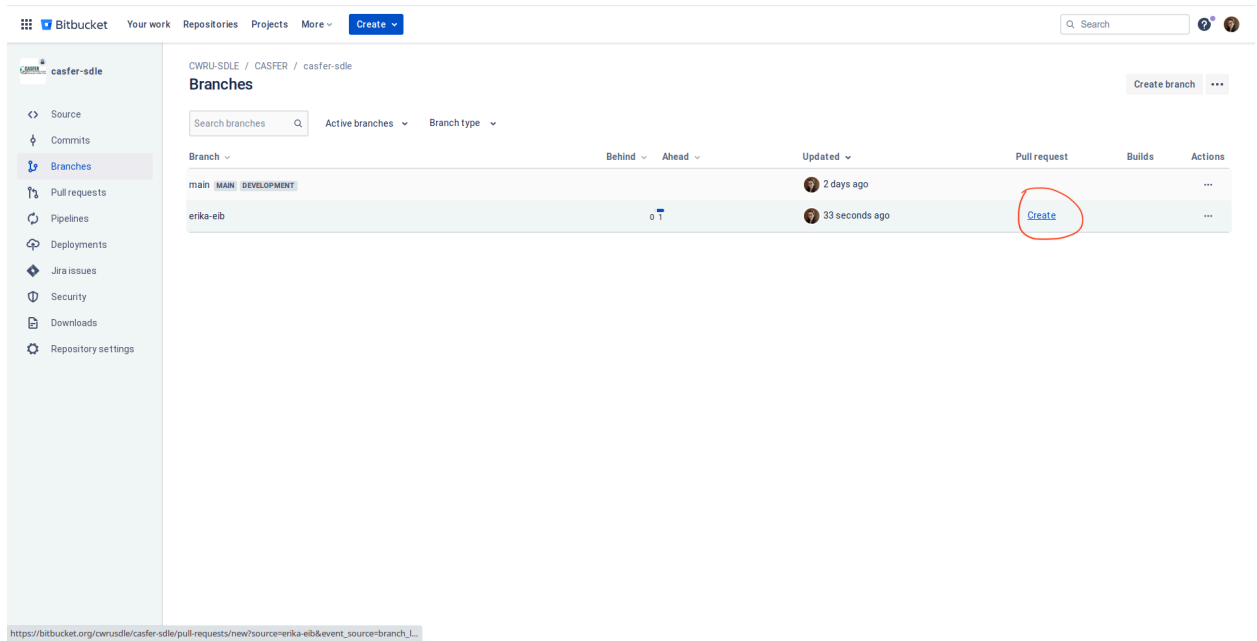 Bitbucket Your work Repositories Projects More Create Search
casfer-sdle
Source
Commits
Branches
Pull requests
Pipelines
Deployments
Jira issues
Security
Downloads
Repository settings
CWRU-SDLE / CASFER / casfer-sdle
Branches
Create branch
Search branches Active branches Branch type
Branch Behind Ahead Updated Pull request Builds Actions
main MAIN DEVELOPMENT 2 days ago
erika-eib 0 1 33 seconds ago Create
https://bitbucket.org/cwrusdle/casfer-sdle/pull-requests/new?source=erika-eib&event_source=branch_l...